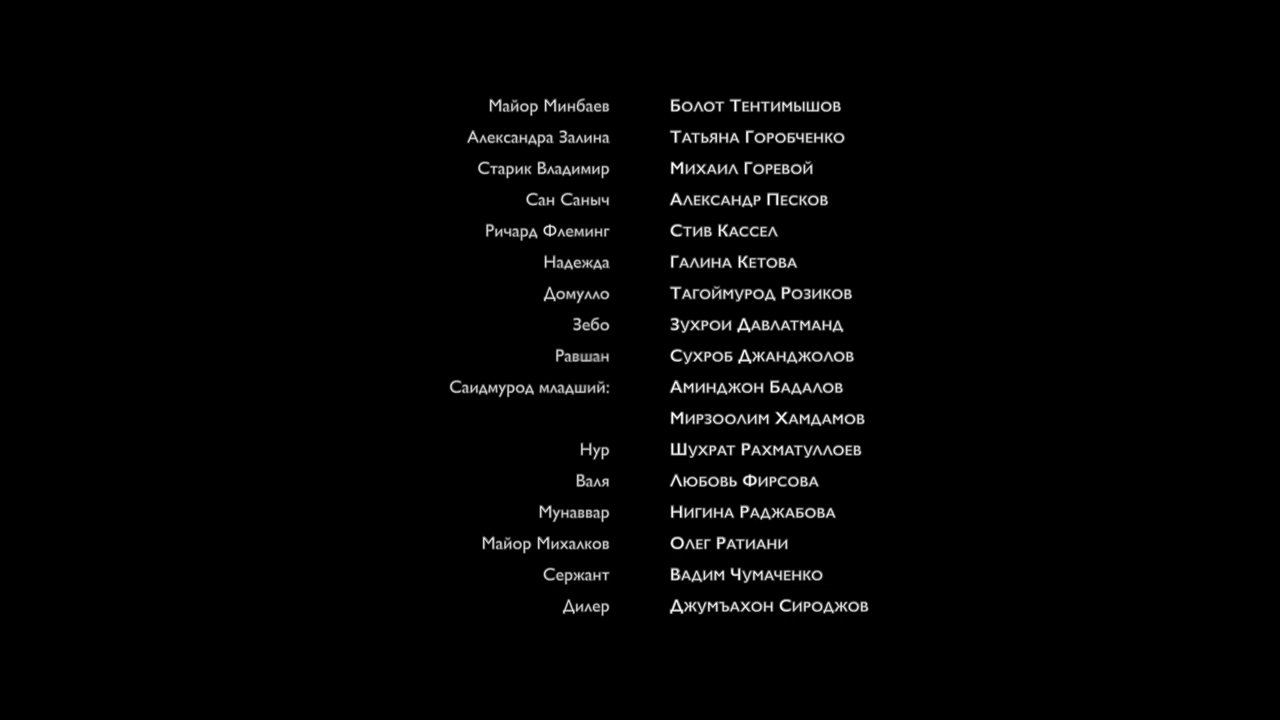 Майор Минбаев Болот Тентимышов
Александра Залина Татьяна Горобченко
Старик Владимир Михаил Горевой
Сан Саныч Александр Песков
Ричард Флеминг Стив Кассел
Надежда Галина Кетова
Домулло Тагоймурод Розиков
Зебо Зухрои Давлатманд
Равшан Сухроб Джанджолов
Саидмурод младший: Аминджон Бадалов
Мирзоолим Хамдамов
Нур Шухрат Рахматуллоев
Валя Любовь Фирсова
Мунаввар Нигина Раджабова
Майор Михалков Олег Ратиани
Сержант Вадим Чумаченко
Дилер Джумъахон Сироджов